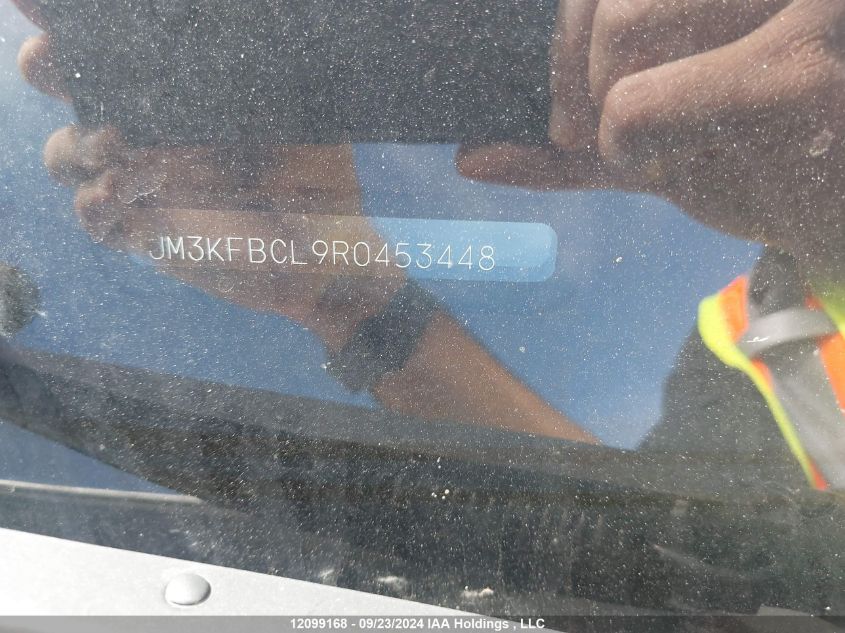 JM3KFBCL9R0453448
12099168 - 09/23/2024 IAA Holdings , LLC